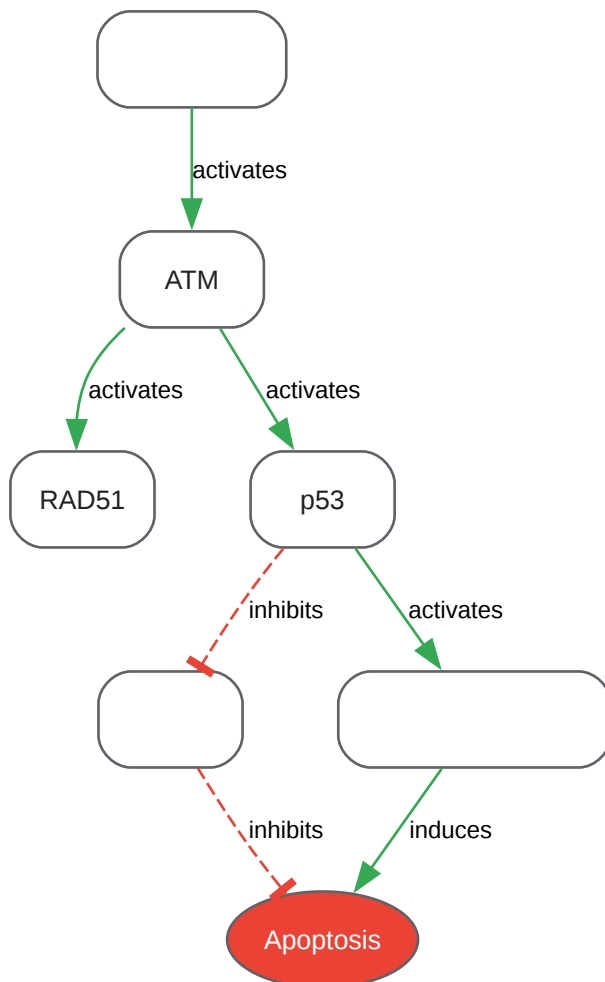 activates
ATM
activates
activates
RAD51
p53
inhibits
activates
inhibits
induces
Apoptosis